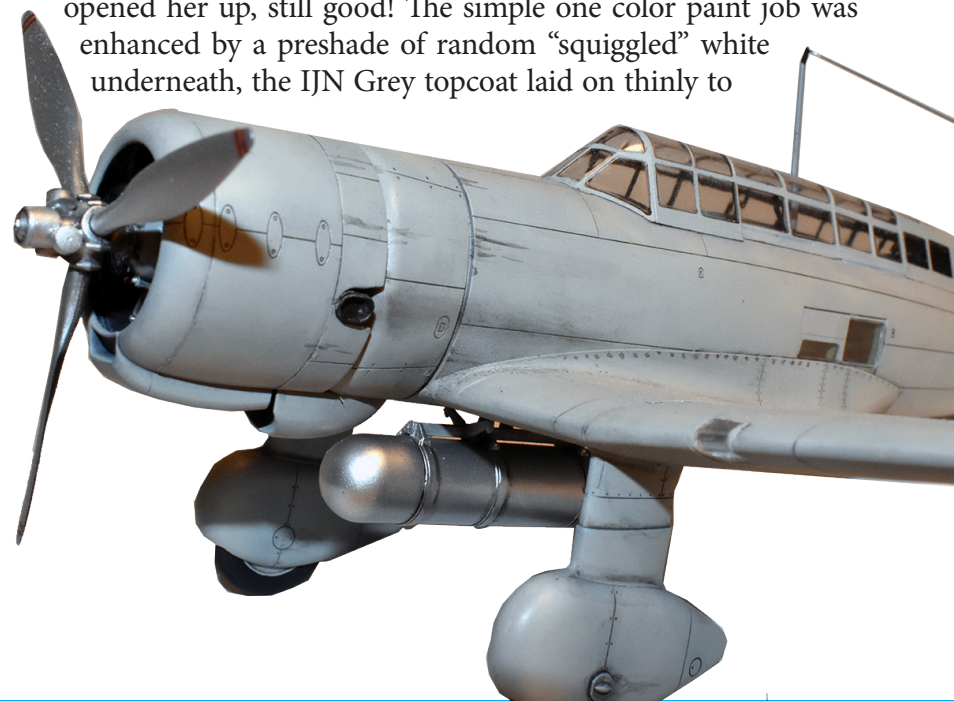 opened her up, still good! The simple one color paint job was
enhanced by a preshade of random “squiggled” white
underneath, the IJN Grey topcoat laid on thinly to